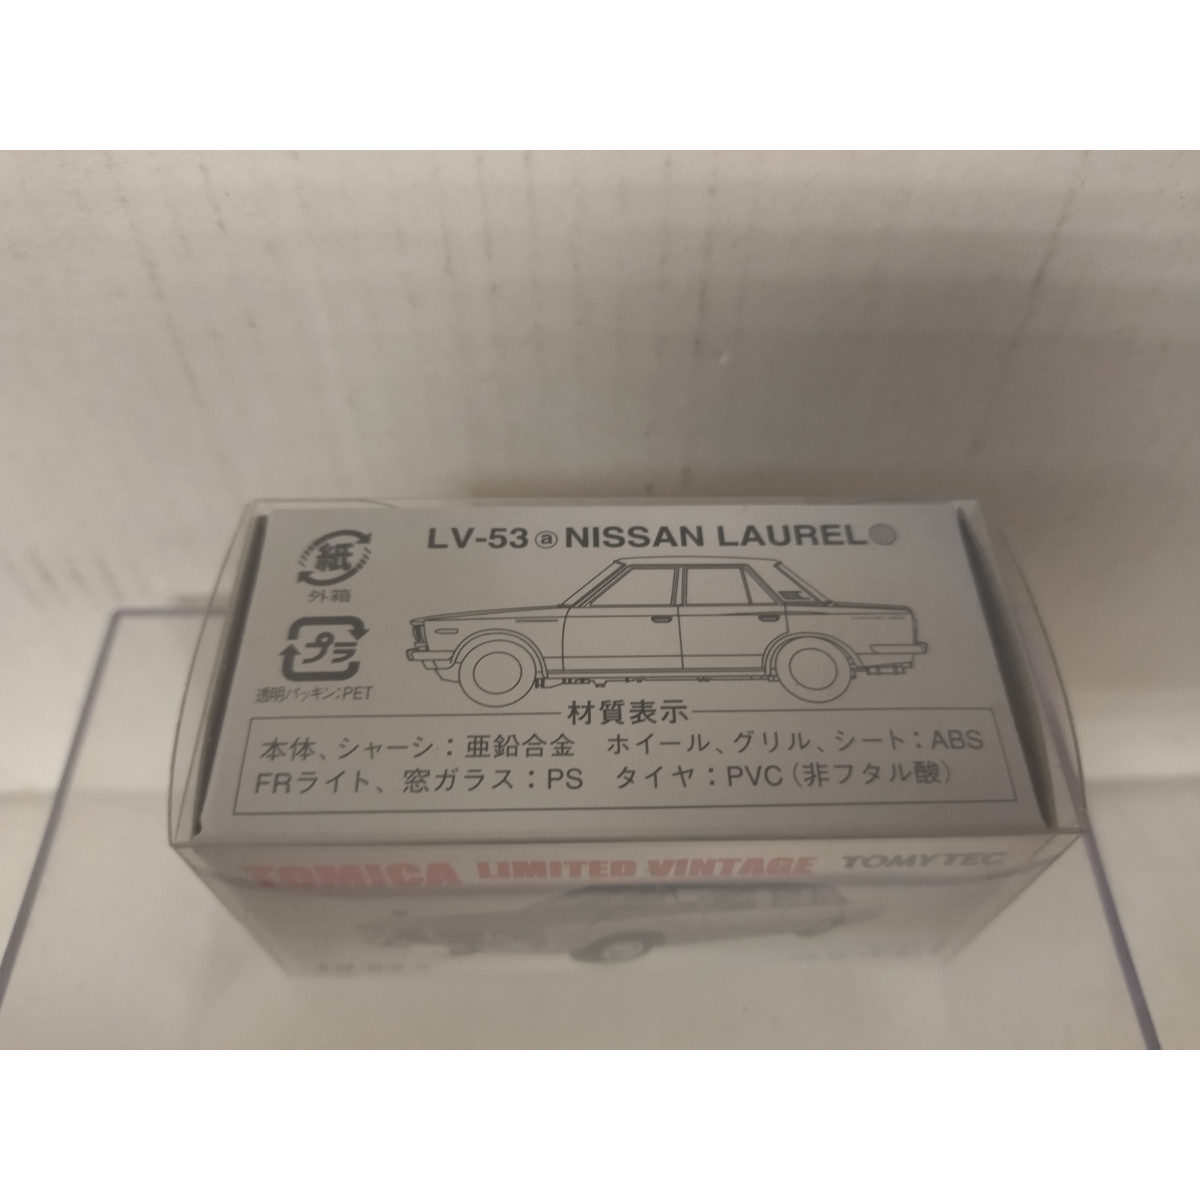 LV-53 ⓐ NISSAN LAUREL
紙
外箱
プラ
透明パッキン:PET
材質表示
本体、シャーシ:亜鉛合金 ホイール、グリル、シート:ABS
FRライト、窓ガラス:PS タイヤ:PVC(非フタル酸)
TOMICA LIMITED VINTAGE TOMYTEC